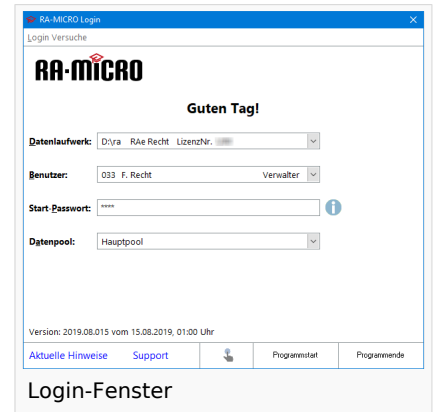 RA-MICRO Login
Login Versuche
RA·MICRO
Guten Tag!
Datenlaufwerk: D:\ra RAe Recht LizenzNr.
Benutzer: 033 F. Recht Verwalter
Start-Passwort: ****
Datenpool: Hauptpool
Version: 2019.08.015 vom 15.08.2019, 01:00 Uhr
Aktuelle Hinweise Support Programmstart Programmende
Login-Fenster